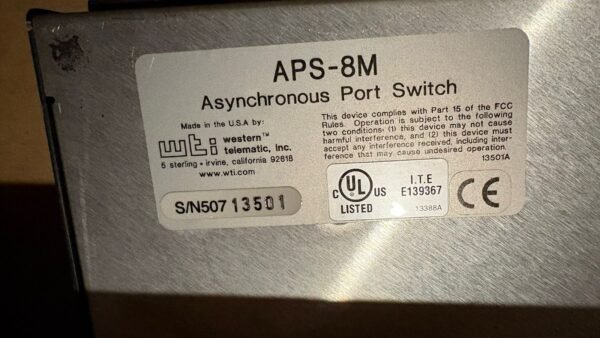 APS-8M
Asynchronous Port Switch
Made in the U.S.A by:
wti western™
telematic, inc.
5 sterling • irvine, california 92618
www.wti.com
S/N507 13501
This device complies with Part 15 of the FCC
Rules. Operation is subject to the following
two conditions: (1) this device may not cause
harmful interference, and (2) this device must
accept any interference received, including inter-
ference that may cause undesired operation.
13501A
C UL US
LISTED
I.T.E
E139367
13388A
CE